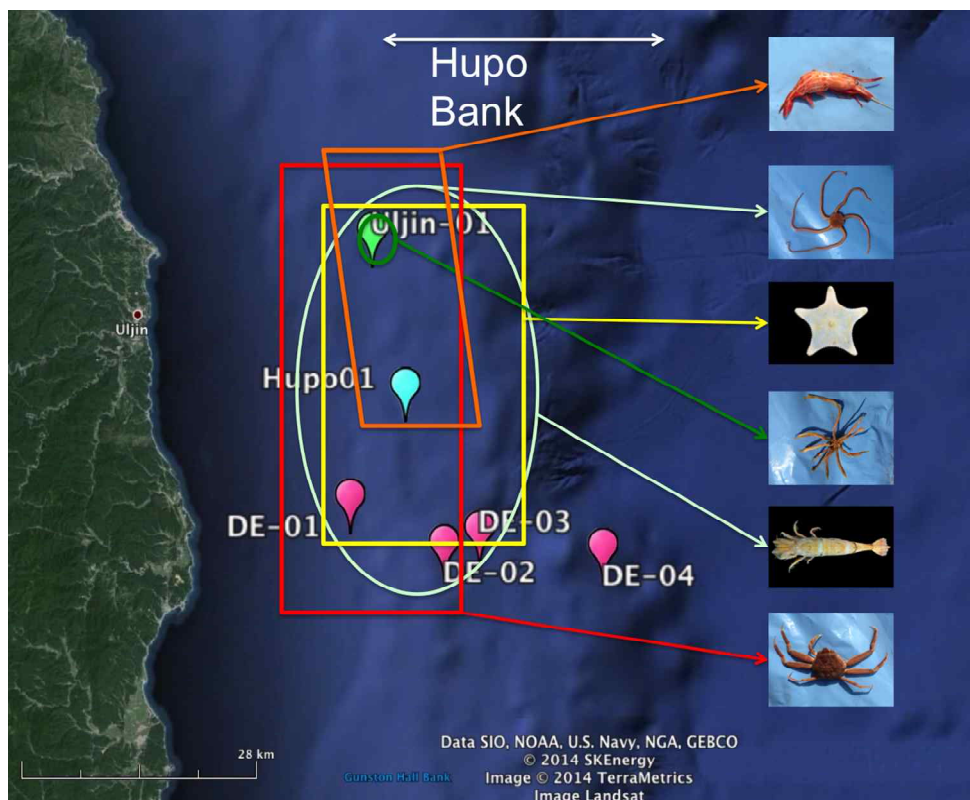 Hupo
Bank
Uljin-01
Uljin
Hupo01
DE-01
DE-03
DE-02
DE-04
28 km
Data SIO, NOAA, U.S. Navy, NGA, GEBCO
© 2014 SKEnergy
Gunston Hall Bank
Image © 2014 TerraMetrics
Image Landsat